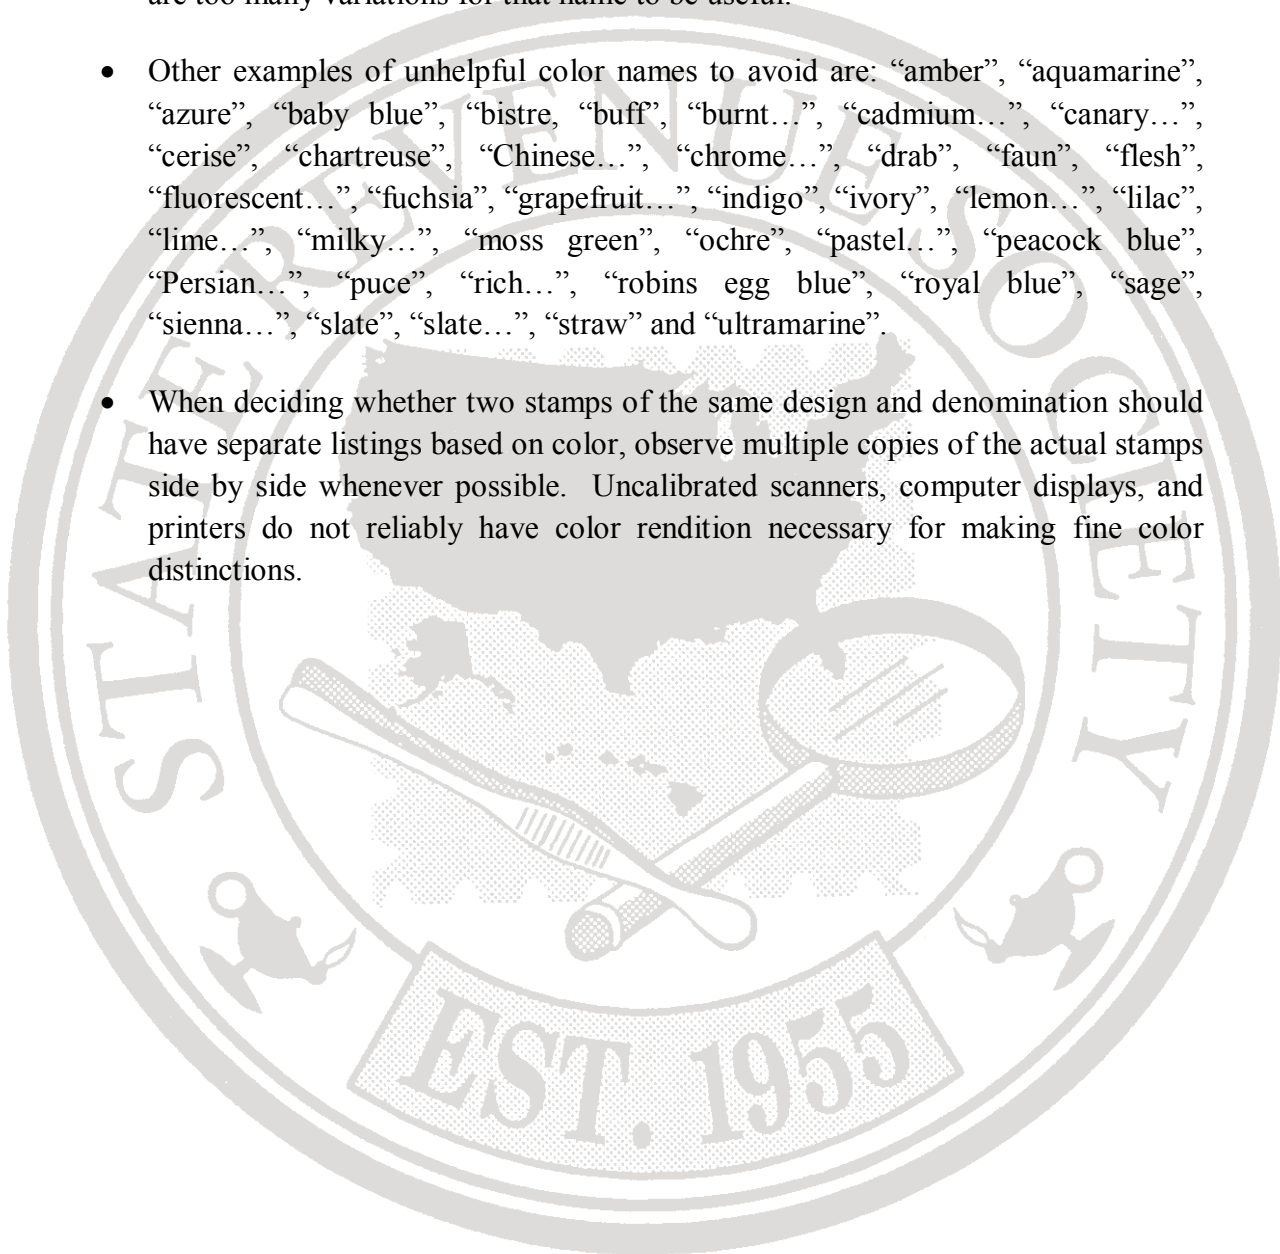 are too many variations for that name to be useful.
• Other examples of unhelpful color names to avoid are: “amber”, “aquamarine”,
“azure”, “baby blue”, “bistre, “buff”, “burnt…”, “cadmium…”, “canary…”,
“cerise”, “chartreuse”, “Chinese…”, “chrome…”, “drab”, “faun”, “flesh”,
“fluorescent…”, “fuchsia”, “grapefruit…”, “indigo”, “ivory”, “lemon…”, “lilac”,
“lime…”, “milky…”, “moss green”, “ochre”, “pastel…”, “peacock blue”,
“Persian…”, “puce”, “rich…”, “robins egg blue”, “royal blue”, “sage”,
“sienna…”, “slate”, “slate…”, “straw” and “ultramarine”.
• When deciding whether two stamps of the same design and denomination should
have separate listings based on color, observe multiple copies of the actual stamps
side by side whenever possible.  Uncalibrated scanners, computer displays, and
printers do not reliably have color rendition necessary for making fine color
distinctions.
STATE REVENUE SOCIETY
EST. 1955